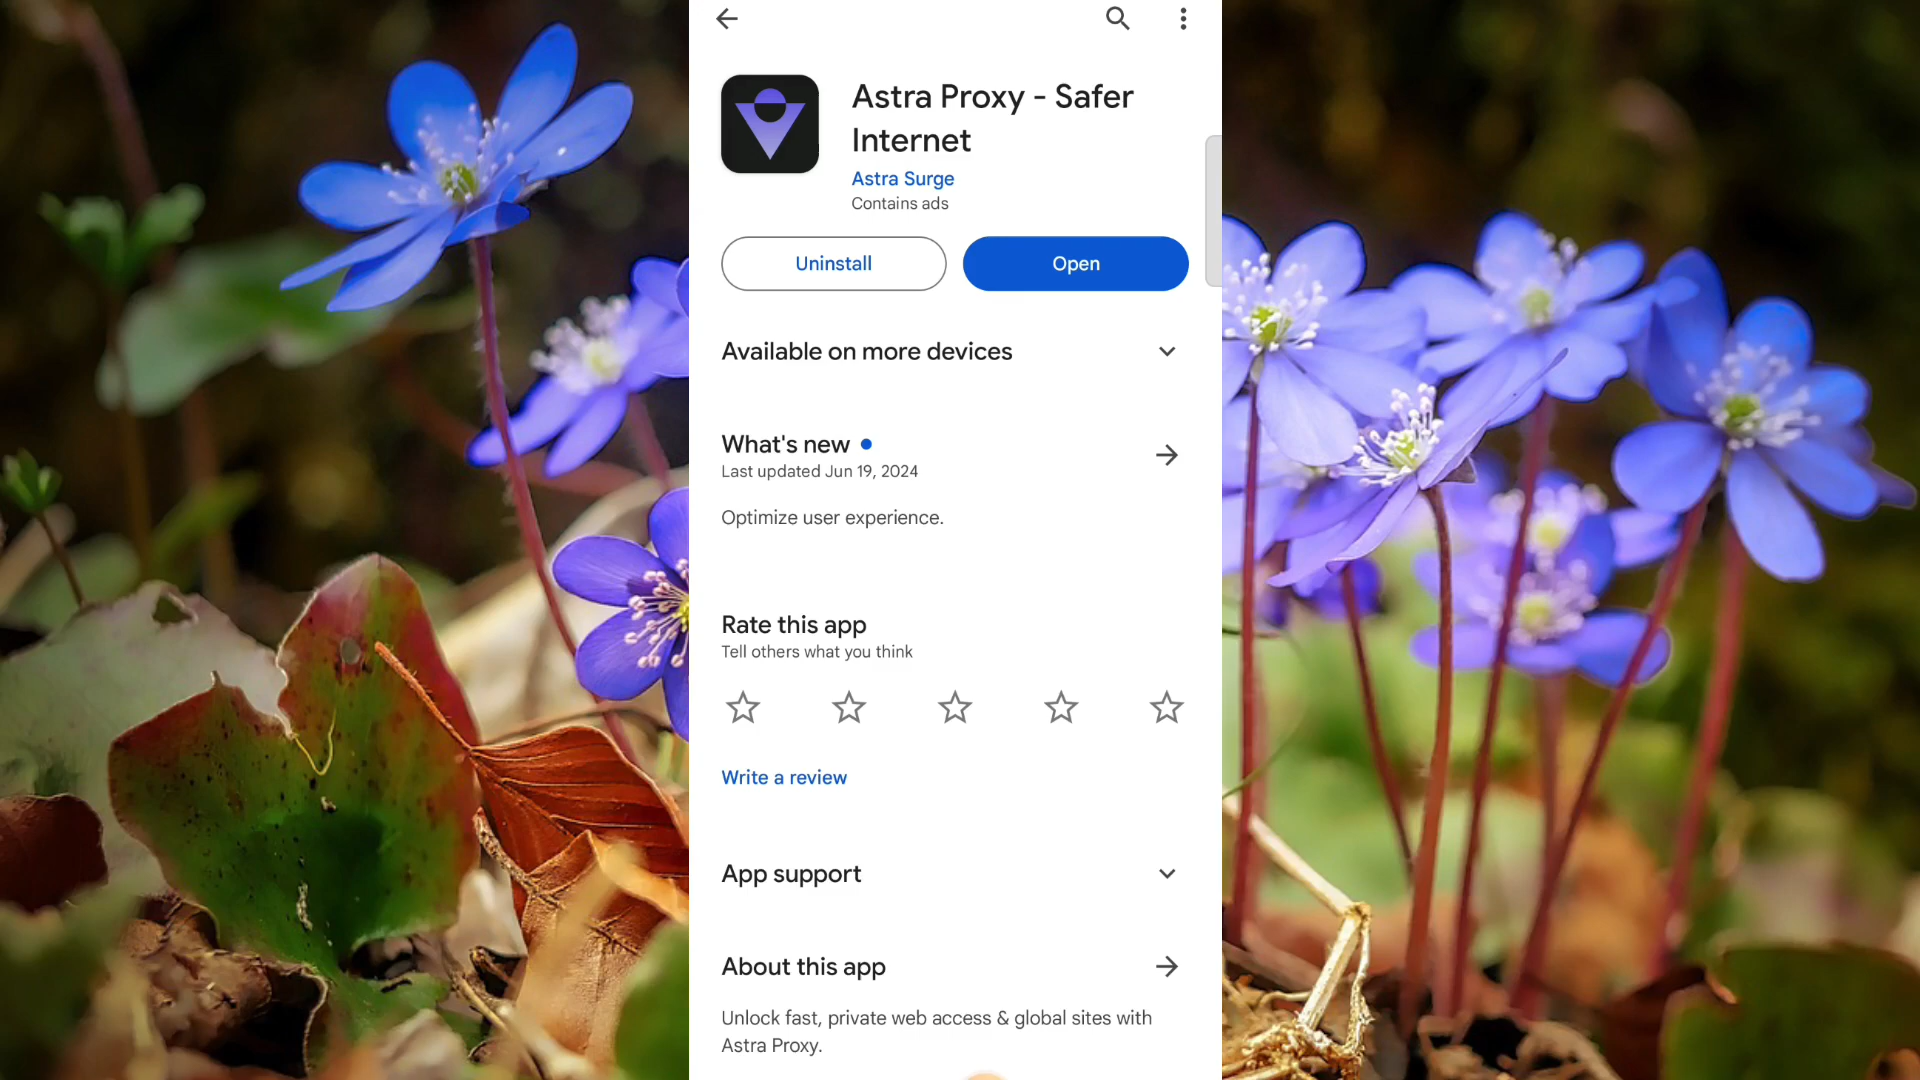 Astra Proxy - Safer
Internet
Astra Surge
Contains ads
Uninstall
Open
Available on more devices
What's new
Last updated Jun 19, 2024
Optimize user experience.
Rate this app
Tell others what you think
Write a review
App support
About this app
Unlock fast, private web access & global sites with
Astra Proxy.